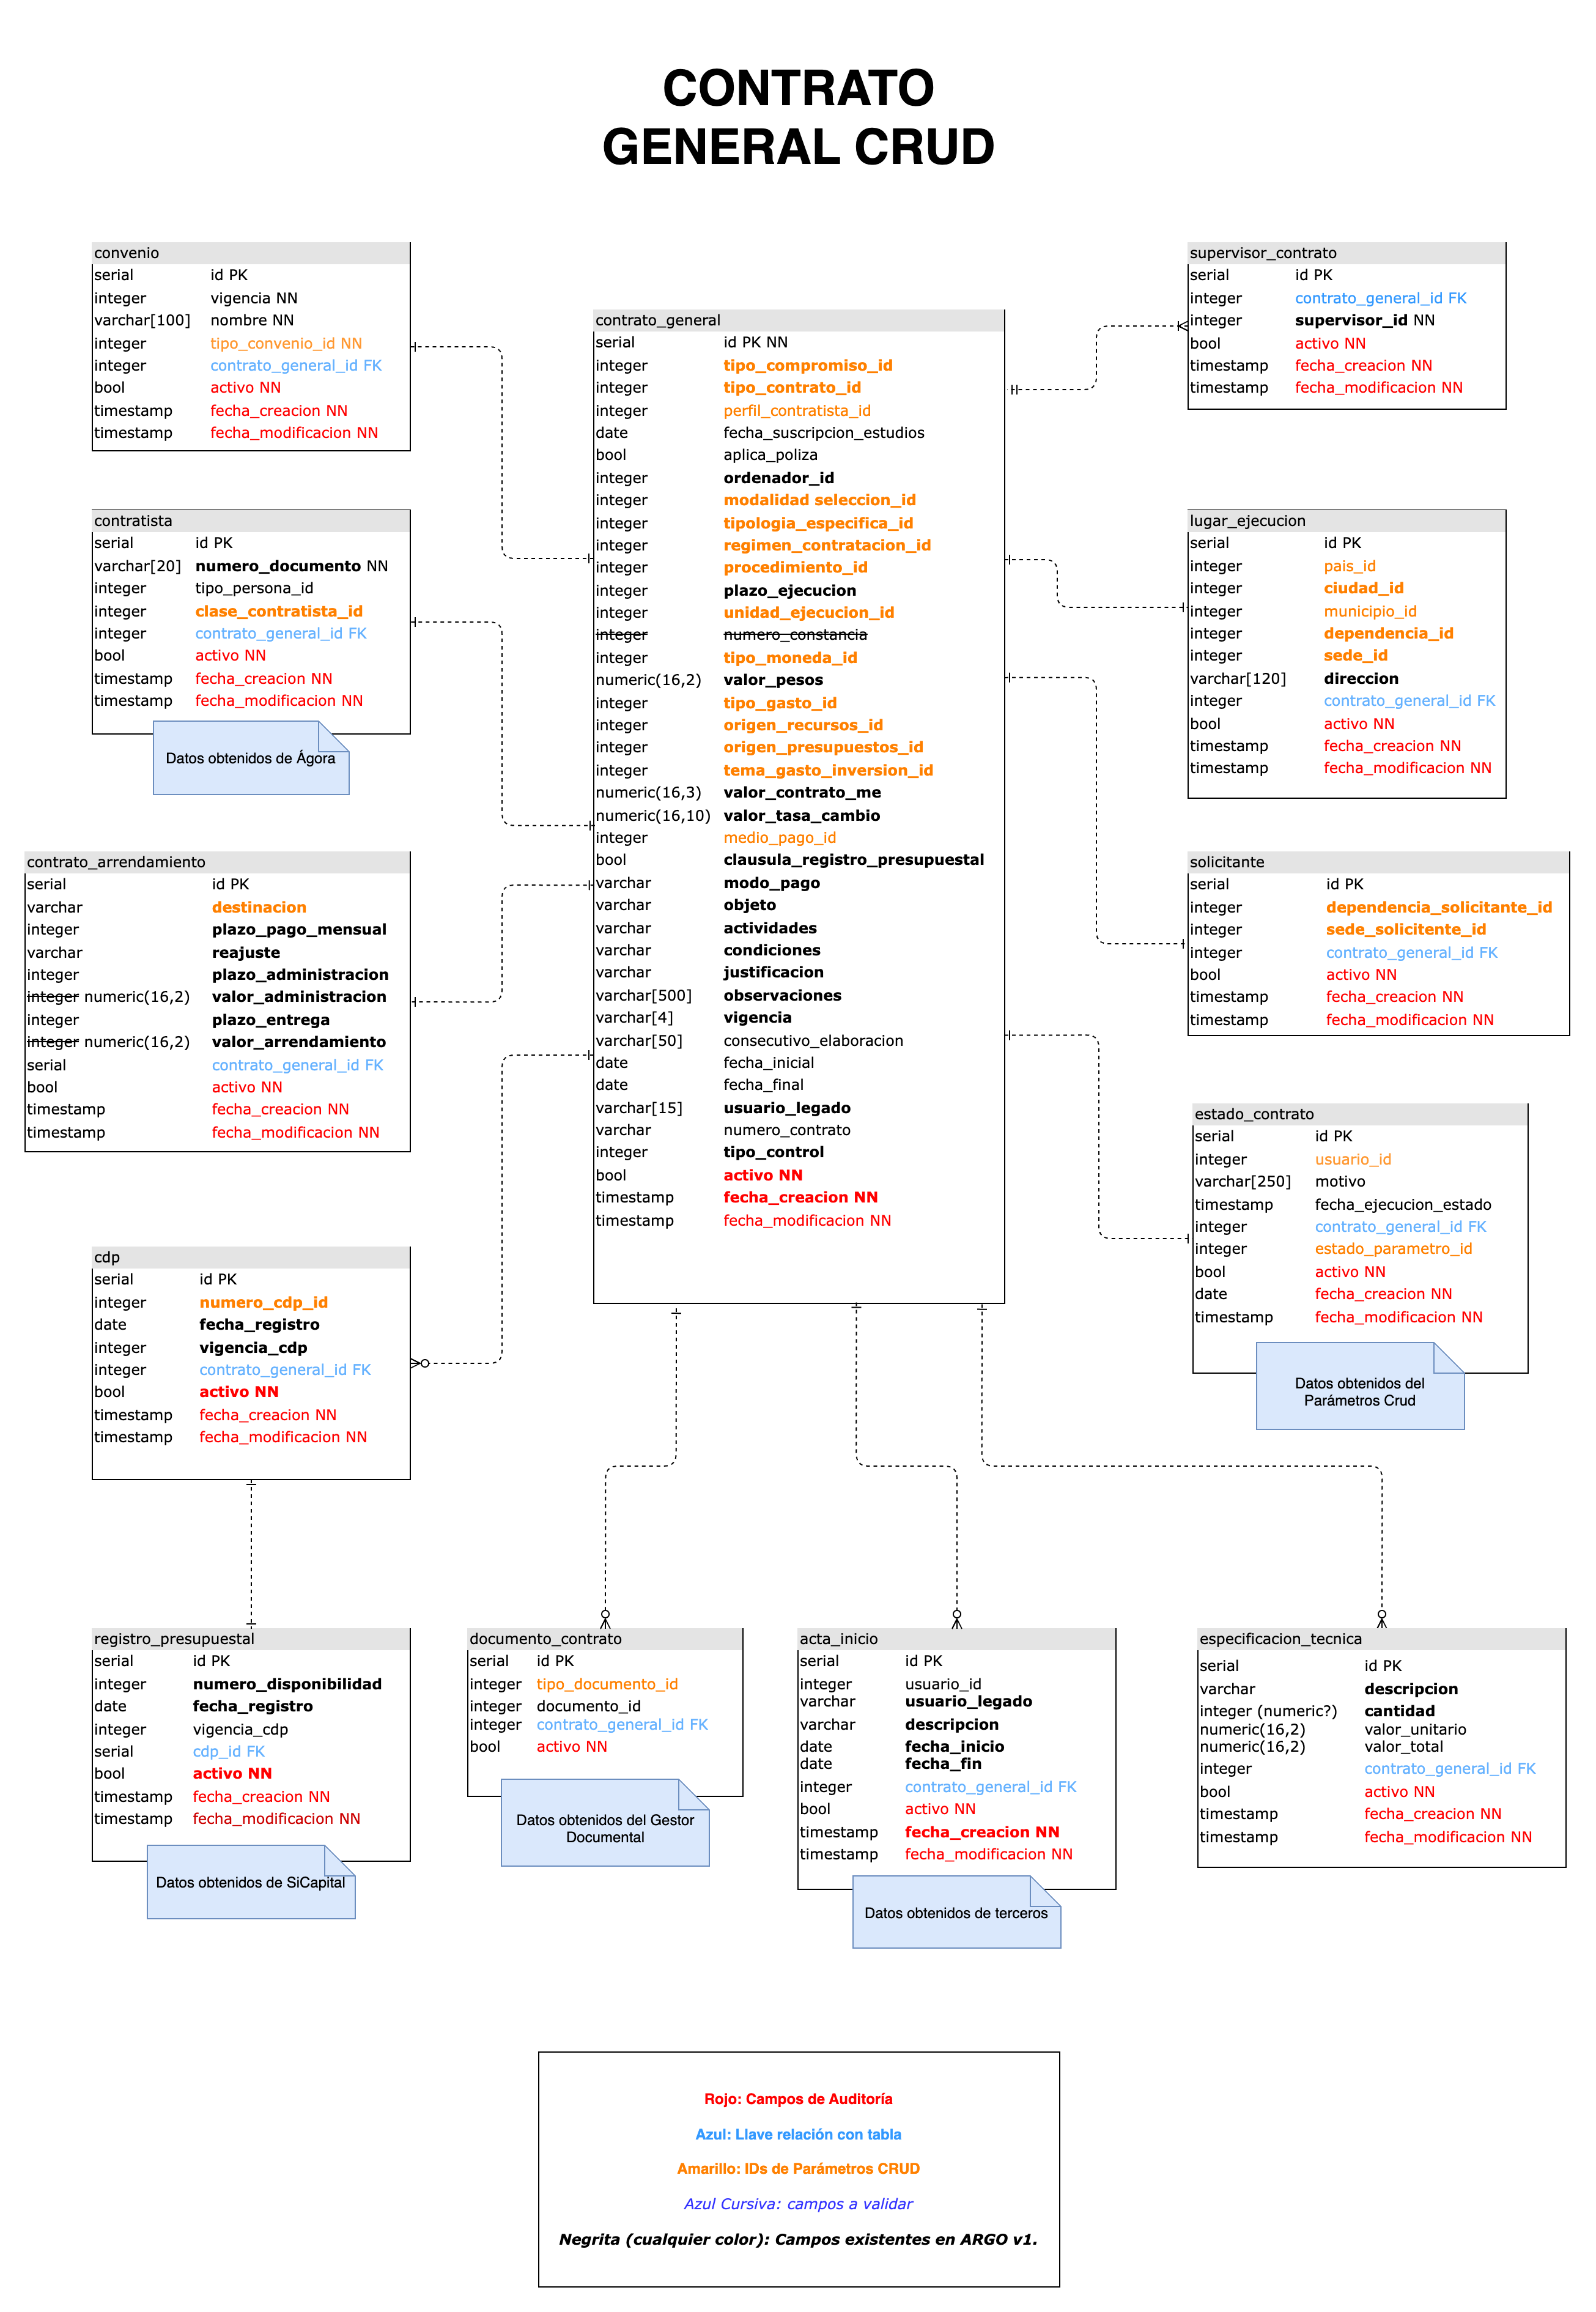 CONTRATO
GENERAL CRUD
convenio
serial id PK
integer vigencia NN
varchar[100] nombre NN
integer tipo_convenio_id NN
integer contrato_general_id FK
bool activo NN
timestamp fecha_creacion NN
timestamp fecha_modificacion NN
contratista
serial id PK
varchar[20] numero_documento NN
integer tipo_persona_id
integer clase_contratista_id
integer contrato_general_id FK
bool activo NN
timestamp fecha_creacion NN
timestamp fecha_modificacion NN
Datos obtenidos de Ágora
contrato_arrendamiento
serial id PK
varchar destinacion
integer plazo_pago_mensual
varchar reajuste
integer plazo_administracion
integer numeric(16,2) valor_administracion
integer plazo_entrega
integer numeric(16,2) valor_arrendamiento
serial contrato_general_id FK
bool activo NN
timestamp fecha_creacion NN
timestamp fecha_modificacion NN
cdp
serial id PK
integer numero_cdp_id
date fecha_registro
integer vigencia_cdp
integer contrato_general_id FK
bool activo NN
timestamp fecha_creacion NN
timestamp fecha_modificacion NN
contrato_general
serial id PK NN
integer tipo_compromiso_id
integer tipo_contrato_id
integer perfil_contratista_id
date fecha_suscripcion_estudios
bool aplica_poliza
integer ordenador_id
integer modalidad seleccion_id
integer tipologia_especifica_id
integer regimen_contratacion_id
integer procedimiento_id
integer plazo_ejecucion
integer unidad_ejecucion_id
integer numero_constancia
integer tipo_moneda_id
numeric(16,2) valor_pesos
integer tipo_gasto_id
integer origen_recursos_id
integer origen_presupuestos_id
integer tema_gasto_inversion_id
numeric(16,3) valor_contrato_me
numeric(16,10) valor_tasa_cambio
integer medio_pago_id
bool clausula_registro_presupuestal
varchar modo_pago
varchar objeto
varchar actividades
varchar condiciones
varchar justificacion
varchar[500] observaciones
varchar[4] vigencia
varchar[50] consecutivo_elaboracion
date fecha_inicial
date fecha_final
varchar[15] usuario_legado
varchar numero_contrato
integer tipo_control
bool activo NN
timestamp fecha_creacion NN
timestamp fecha_modificacion NN
supervisor_contrato
serial id PK
integer contrato_general_id FK
integer supervisor_id NN
bool activo NN
timestamp fecha_creacion NN
timestamp fecha_modificacion NN
lugar_ejecucion
serial id PK
integer pais_id
integer ciudad_id
integer municipio_id
integer dependencia_id
integer sede_id
varchar[120] direccion
integer contrato_general_id FK
bool activo NN
timestamp fecha_creacion NN
timestamp fecha_modificacion NN
solicitante
serial id PK
integer dependencia_solicitante_id
integer sede_solicitente_id
integer contrato_general_id FK
bool activo NN
timestamp fecha_creacion NN
timestamp fecha_modificacion NN
estado_contrato
serial id PK
integer usuario_id
varchar[250] motivo
timestamp fecha_ejecucion_estado
integer contrato_general_id FK
integer estado_parametro_id
bool activo NN
date fecha_creacion NN
timestamp fecha_modificacion NN
Datos obtenidos del
Parámetros Crud
registro_presupuestal
serial id PK
integer numero_disponibilidad
date fecha_registro
integer vigencia_cdp
serial cdp_id FK
bool activo NN
timestamp fecha_creacion NN
timestamp fecha_modificacion NN
Datos obtenidos de SiCapital
documento_contrato
serial id PK
integer tipo_documento_id
integer documento_id
integer contrato_general_id FK
bool activo NN
Datos obtenidos del Gestor
Documental
acta_inicio
serial id PK
integer usuario_id
varchar usuario_legado
varchar descripcion
date fecha_inicio
date fecha_fin
integer contrato_general_id FK
bool activo NN
timestamp fecha_creacion NN
timestamp fecha_modificacion NN
Datos obtenidos de terceros
especificacion_tecnica
serial id PK
varchar descripcion
integer (numeric?) cantidad
numeric(16,2) valor_unitario
numeric(16,2) valor_total
integer contrato_general_id FK
bool activo NN
timestamp fecha_creacion NN
timestamp fecha_modificacion NN
Rojo: Campos de Auditoría
Azul: Llave relación con tabla
Amarillo: IDs de Parámetros CRUD
Azul Cursiva: campos a validar
Negrita (cualquier color): Campos existentes en ARGO v1.